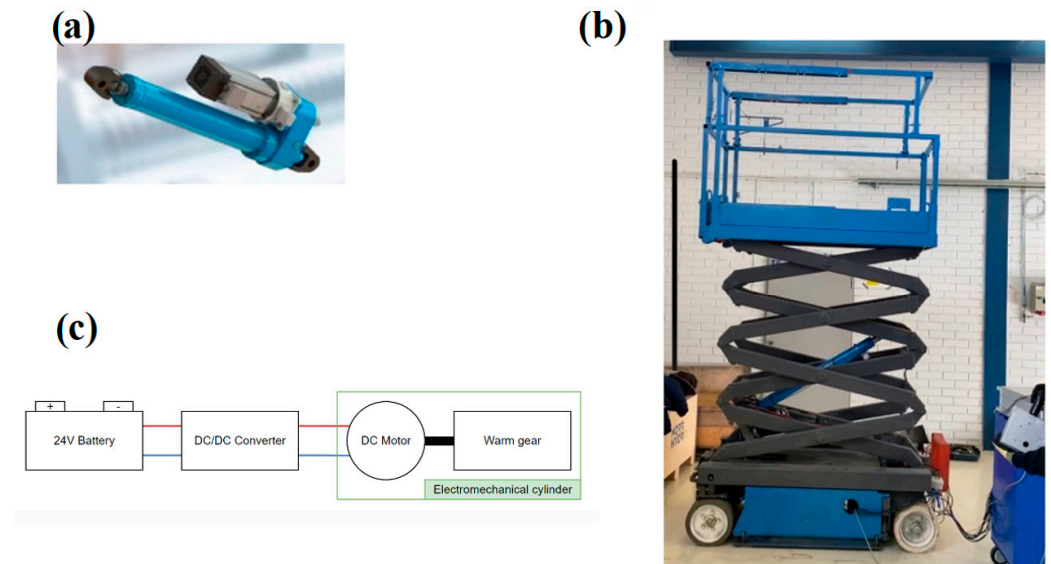 (a)
(b)
(c)
+
-
24V Battery
DC/DC Converter
DC Motor
Warm gear
Electromechanical cylinder